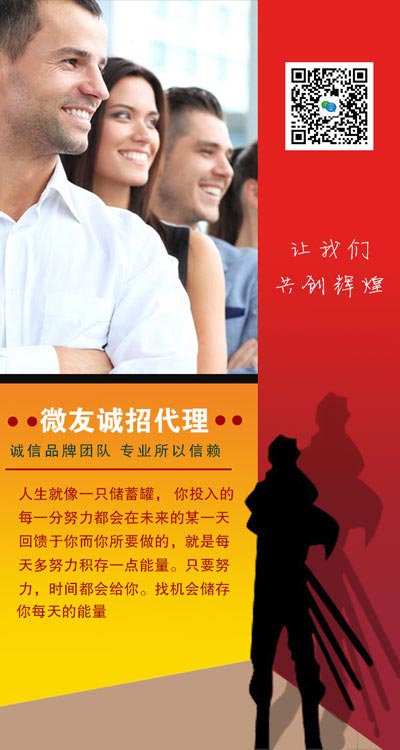 让我们
共创辉煌
微友诚招代理
诚信品牌团队 专业所以信赖
人生就像一只储蓄罐，你投入的
每一分努力都会在未来的某一天
回馈于你而你所要做的，就是每
天多努力积存一点能量。只要努
力，时间都会给你。找机会储存
你每天的能量